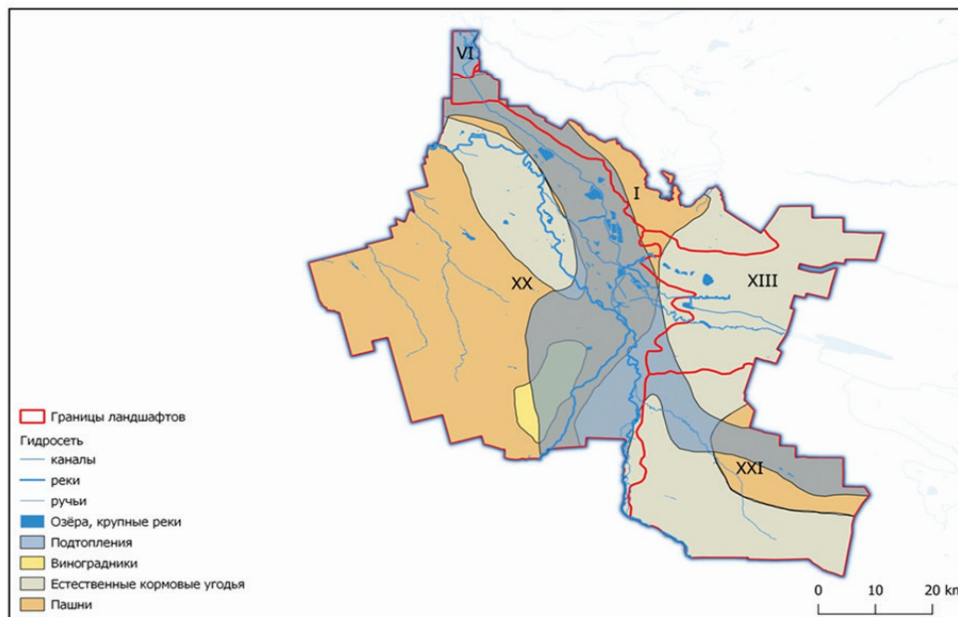 VI
I
XX
XIII
XXI
Границы ландшафтов
Гидросеть
каналы
реки
ручьи
Озёра, крупные реки
Подтопления
Виноградники
Естественные кормовые угодья
Пашни
0 10 20 km